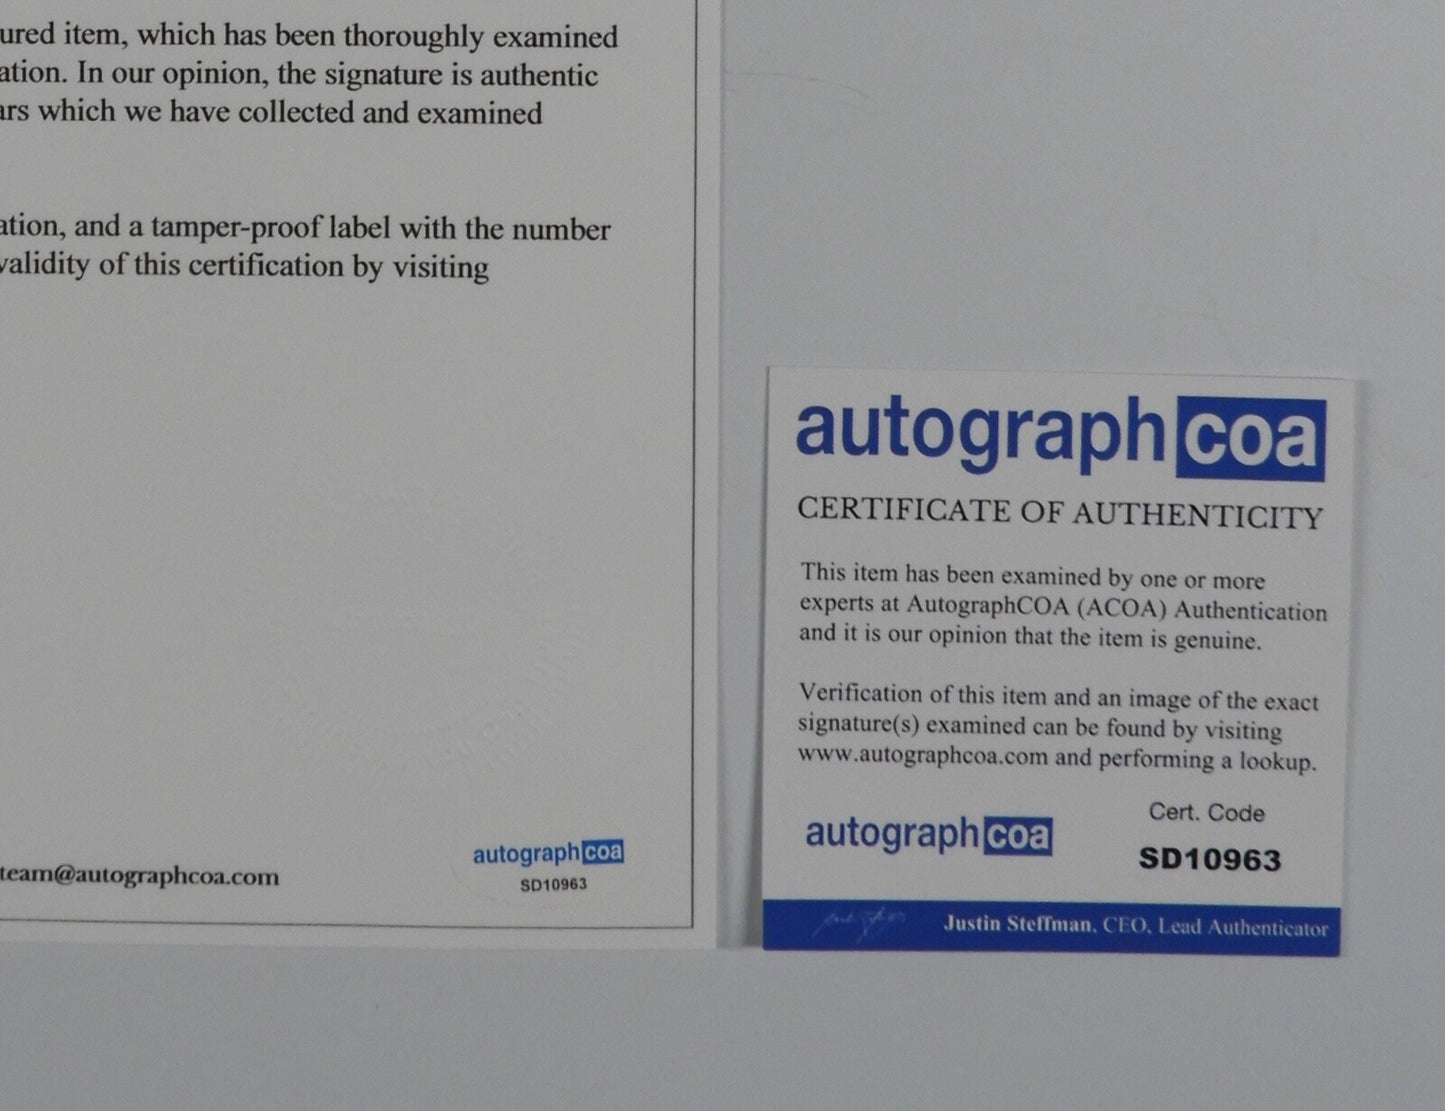 ured item, which has been thoroughly examined
ation. In our opinion, the signature is authentic
ars which we have collected and examined
ation, and a tamper-proof label with the number
validity of this certification by visiting
team@autographcoa.com
autographcoa
SD10963
autographcoa
CERTIFICATE OF AUTHENTICITY
This item has been examined by one or more
experts at AutographCOA (ACOA) Authentication
and it is our opinion that the item is genuine.
Verification of this item and an image of the exact
signature(s) examined can be found by visiting
www.autographcoa.com and performing a lookup.
autographcoa
Cert. Code
SD10963
Justin Steffman, CEO, Lead Authenticator